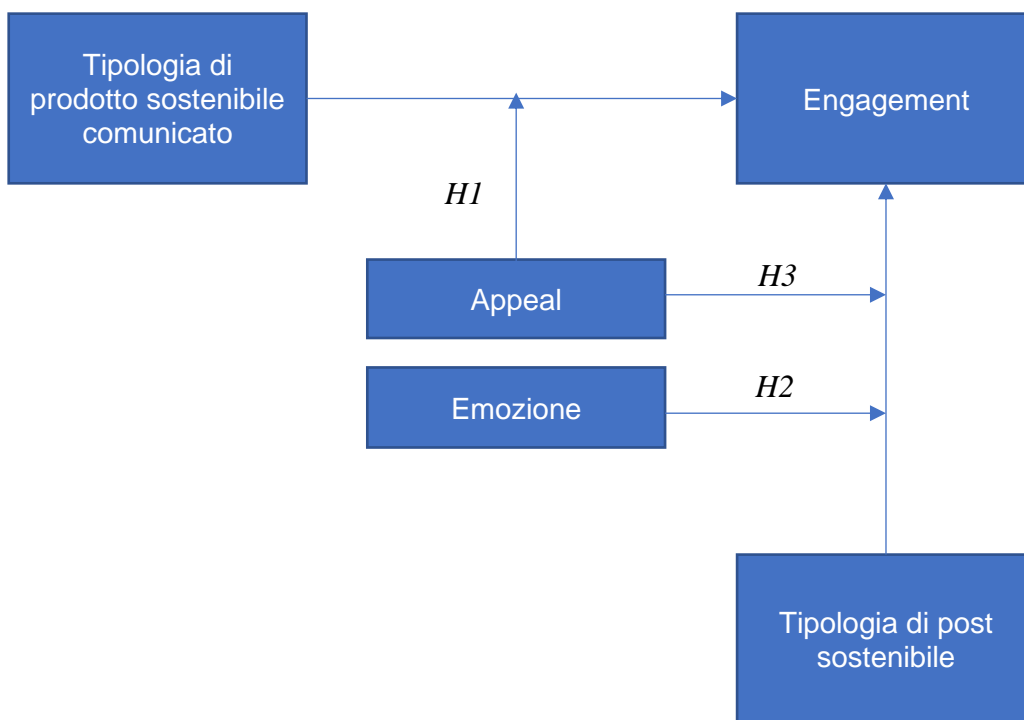 Tipologia di
prodotto sostenibile
comunicato
Engagement
H1
Appeal
H3
Emozione
H2
Tipologia di post
sostenibile